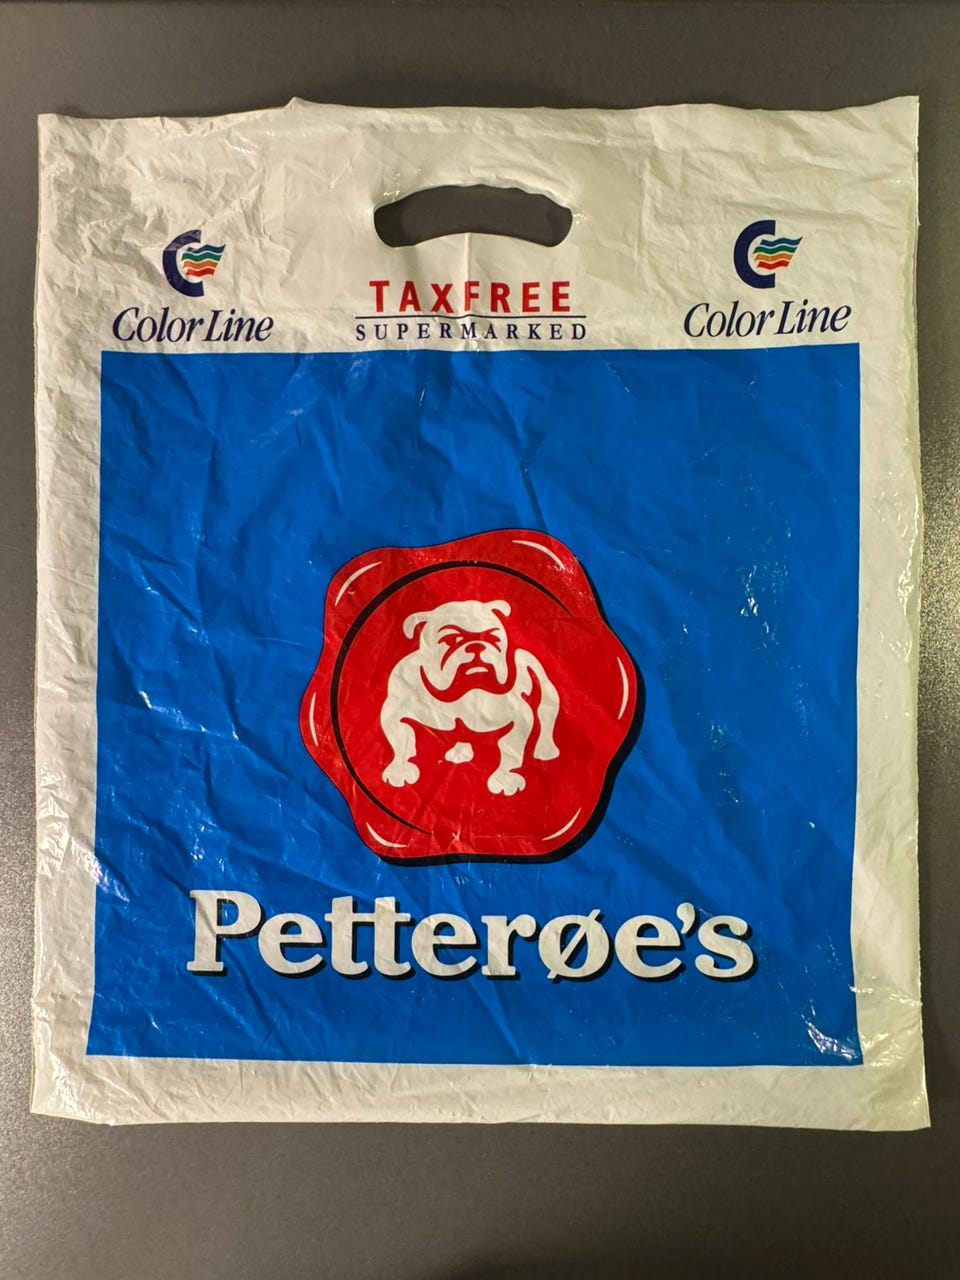 Color Line
TAXFREE
SUPERMARKED
Color Line
Petterøe's